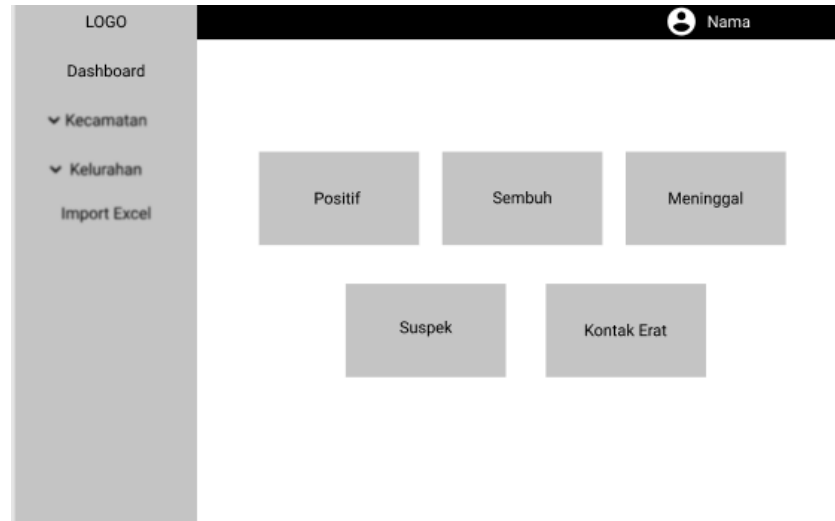 LOGO
Nama
Dashboard
Kecamatan
Kelurahan
Import Excel
Positif
Sembuh
Meninggal
Suspek
Kontak Erat